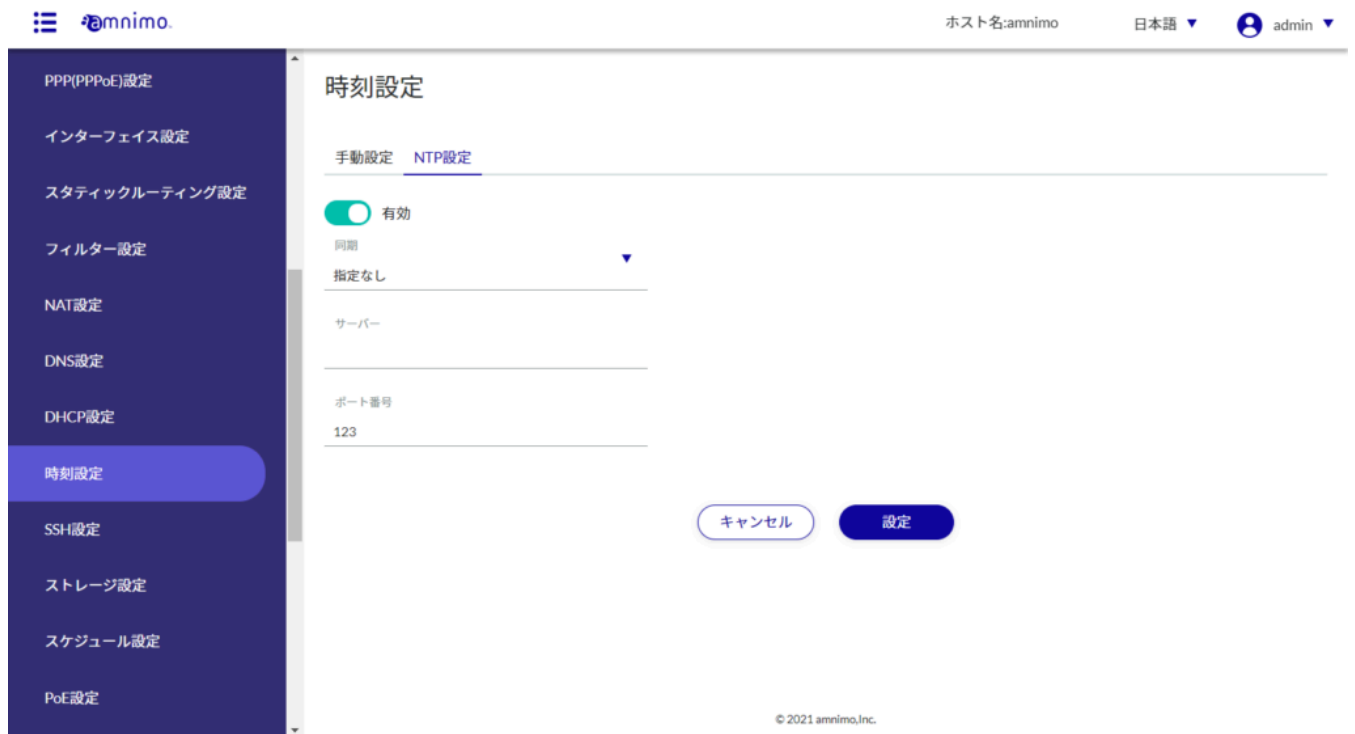 amnimo.
ホスト名:amnimo
日本語 ▼
admin ▼
PPP(PPPoE)設定
インターフェイス設定
スタティックルーティング設定
フィルター設定
NAT設定
DNS設定
DHCP設定
時刻設定
SSH設定
ストレージ設定
スケジュール設定
PoE設定
時刻設定
手動設定 NTP設定
有効
同期
指定なし
サーバー
ポート番号
123
キャンセル 設定
© 2021 amnimo,Inc.